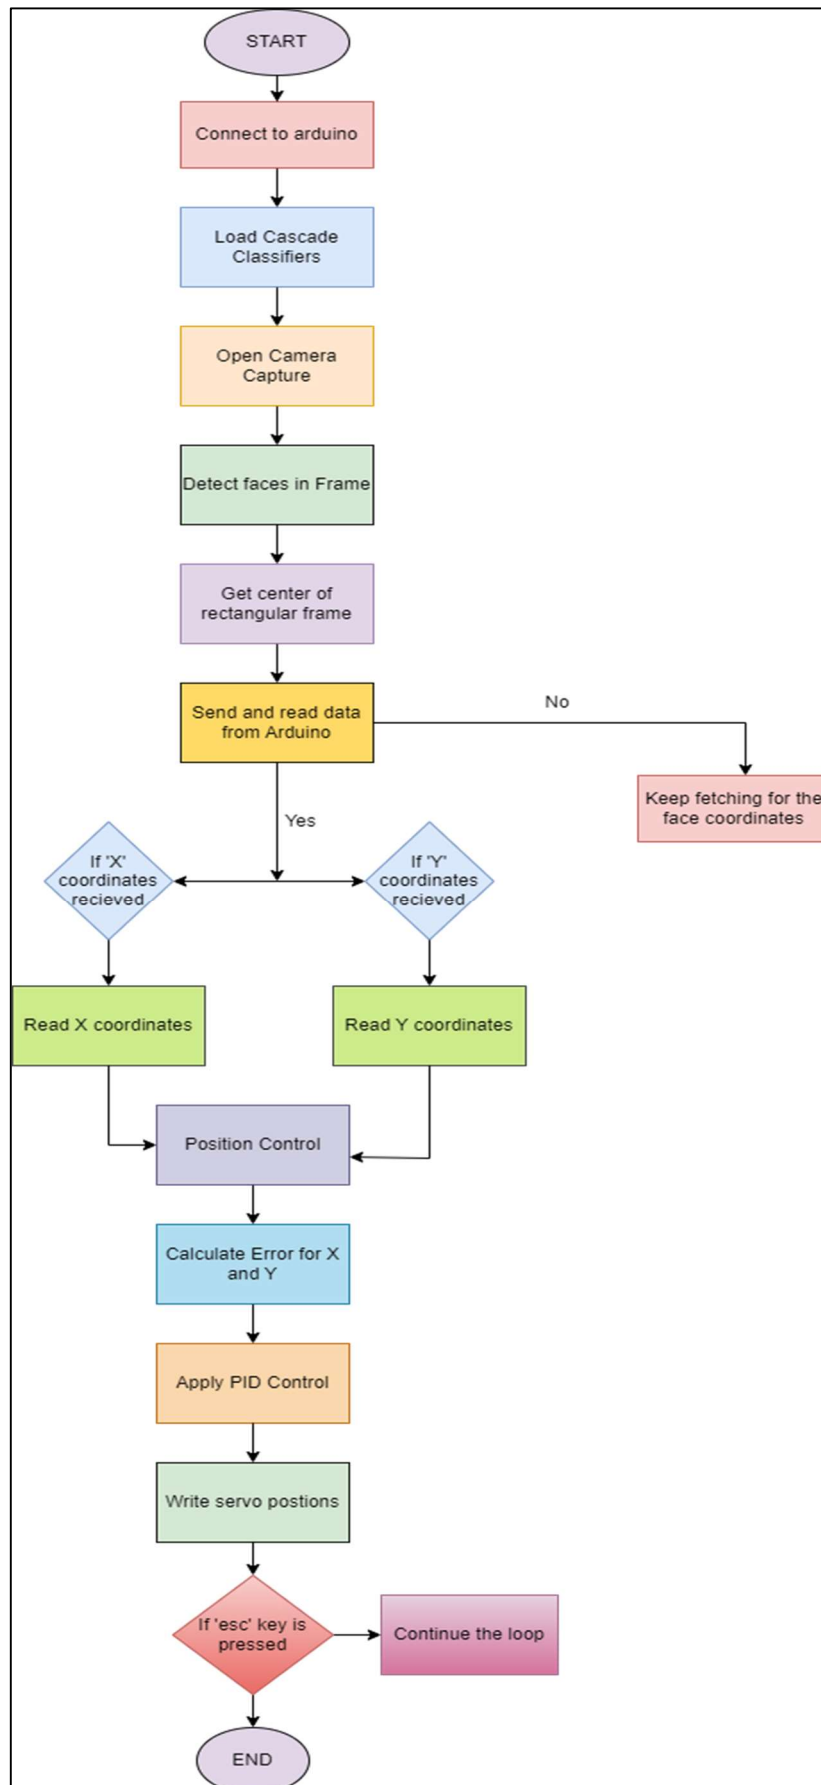 START
Connect to arduino
Load Cascade
Classifiers
Open Camera
Capture
Detect faces in Frame
Get center of
rectangular frame
Send and read data
from Arduino
No
Keep fetching for the
face coordinates
Yes
If 'X'
coordinates
recieved
If 'Y'
coordinates
recieved
Read X coordinates
Read Y coordinates
Position Control
Calculate Error for X
and Y
Apply PID Control
Write servo postions
If 'esc' key is
pressed
Continue the loop
END